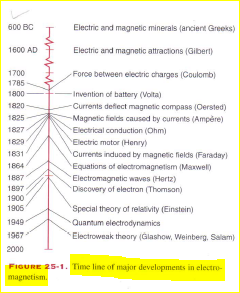 600 BC Electric and magnetic minerals (ancient Greeks)
1600 AD Electric and magnetic attractions (Gilbert)
1700
1785 Force between electric charges (Coulomb)
1800 Invention of battery (Volta)
1820 Currents deflect magnetic compass (Oersted)
1825 Magnetic fields caused by currents (Ampère)
1827 Electrical conduction (Ohm)
1829 Electric motor (Henry)
1831 Currents induced by magnetic fields (Faraday)
1864 Equations of electromagnetism (Maxwell)
1887 Electromagnetic waves (Hertz)
1897 Discovery of electron (Thomson)
1900
1905 Special theory of relativity (Einstein)
1949 Quantum electrodynamics
1967 Electroweak theory (Glashow, Weinberg, Salam)
2000
FIGURE 25-1. Time line of major developments in electro-
magnetism.